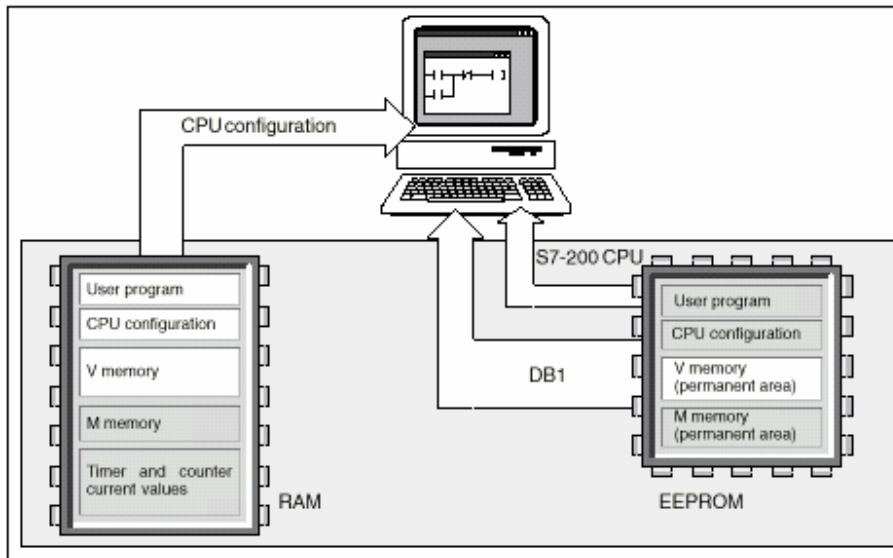 CPU configuration
S7-200 CPU
User program
CPU configuration
V memory
M memory
Timer and counter
current values
RAM
DB1
User program
CPU configuration
V memory
(permanent area)
M memory
(permanent area)
EEPROM